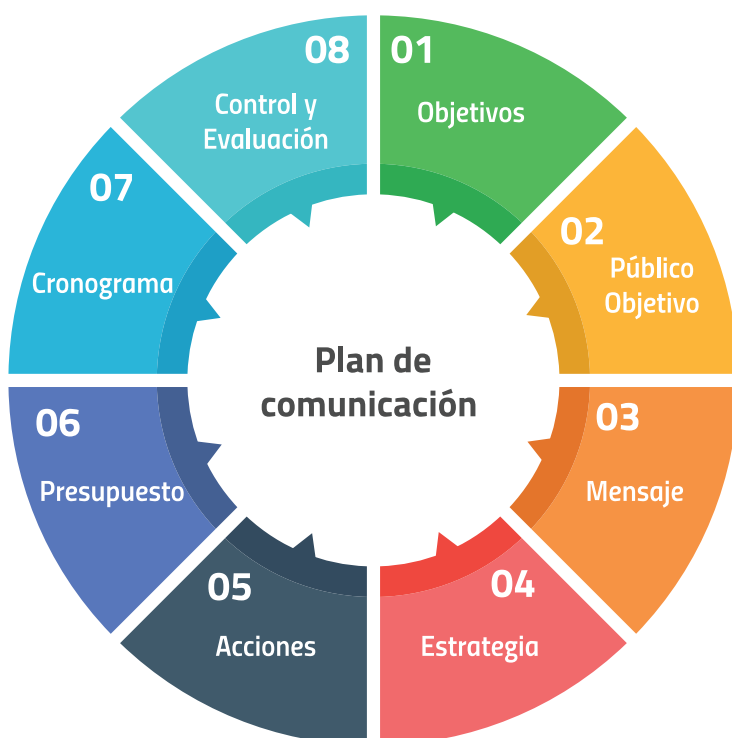 Plan de
comunicación
01
Objetivos
02
Público
Objetivo
03
Mensaje
04
Estrategia
05
Acciones
06
Presupuesto
07
Cronograma
08
Control y
Evaluación